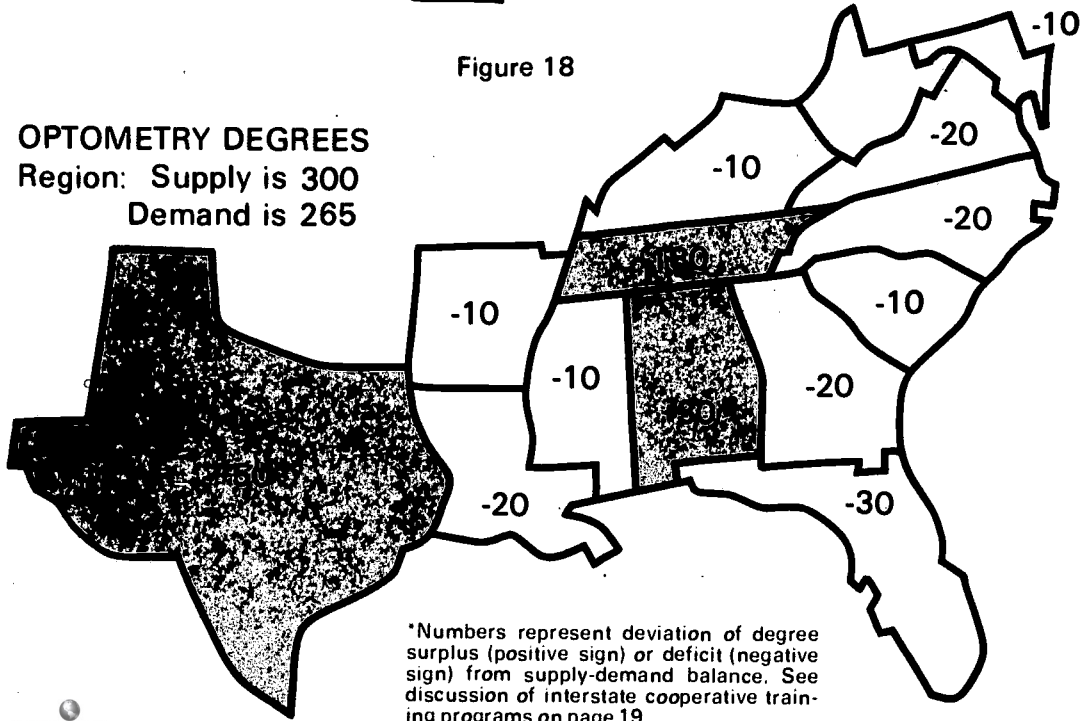 Figure 18
-10
OPTOMETRY DEGREES
Region: Supply is 300
Demand is 265
-10
-20
-20
-10
-10
-10
-20
-20
-30
*Numbers represent deviation of degree
surplus (positive sign) or deficit (negative
sign) from supply-demand balance. See
discussion of interstate cooperative train-
ing programs on page 19